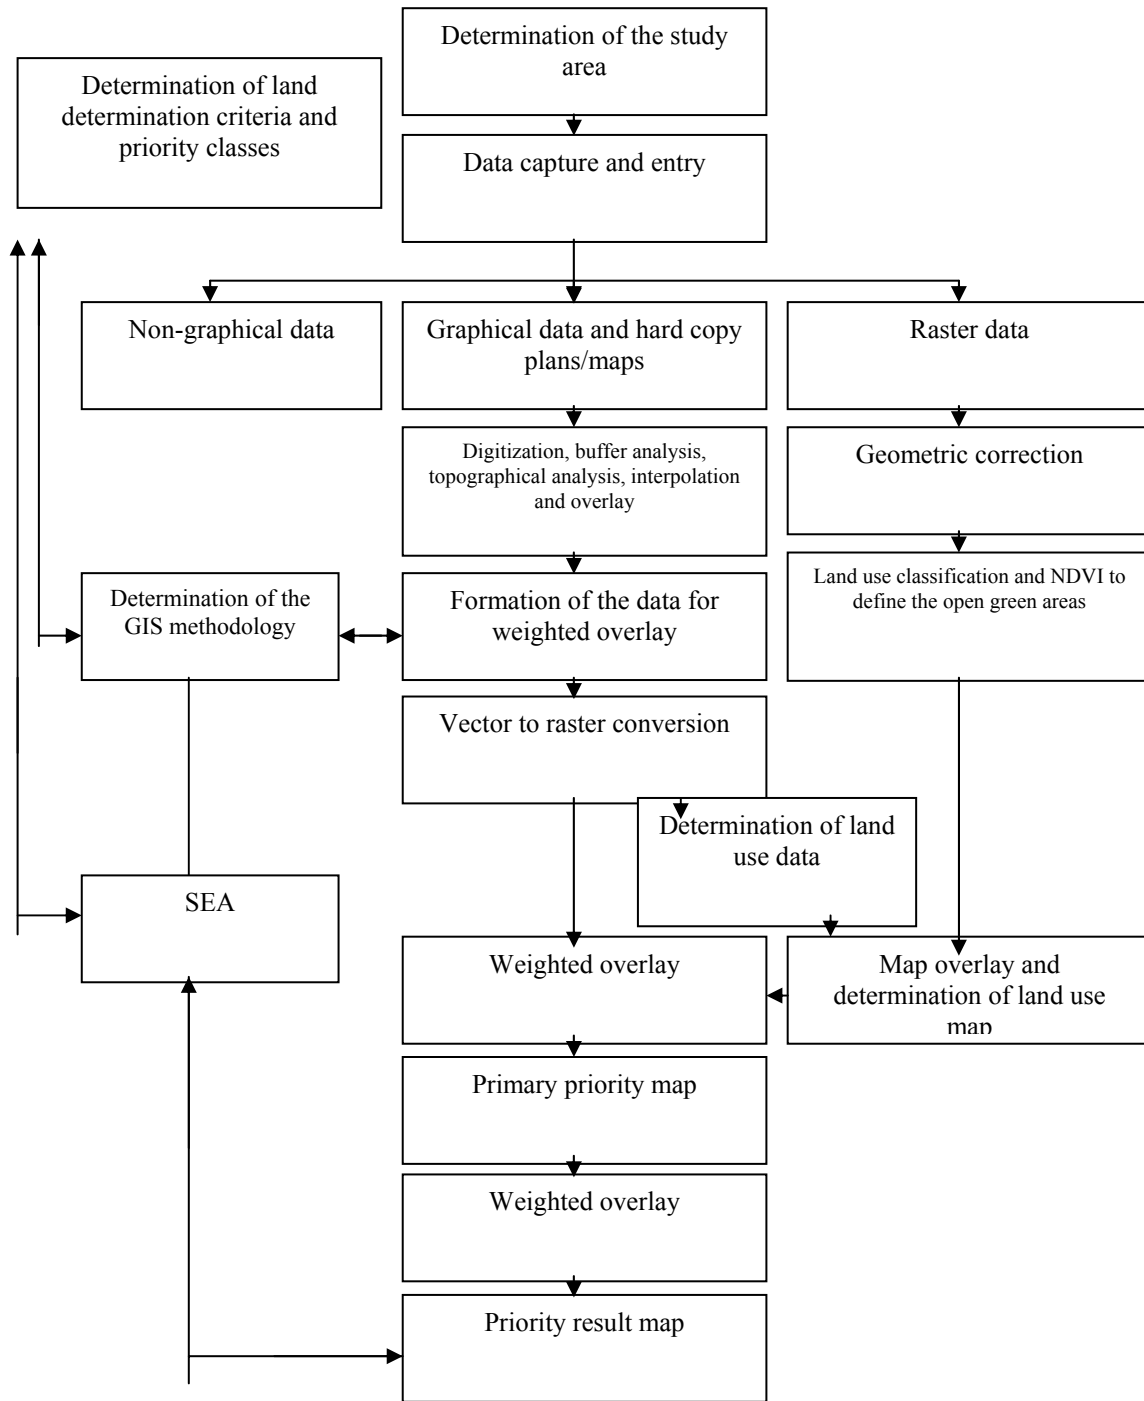 Determination of the study
area
Determination of land
determination criteria and
priority classes
Data capture and entry
Non-graphical data
Graphical data and hard copy
plans/maps
Raster data
Digitization, buffer analysis,
topographical analysis, interpolation
and overlay
Geometric correction
Land use classification and NDVI to
define the open green areas
Determination of the
GIS methodology
Formation of the data for
weighted overlay
Vector to raster conversion
Determination of land
use data
SEA
Weighted overlay
Map overlay and
determination of land use
map
Primary priority map
Weighted overlay
Priority result map